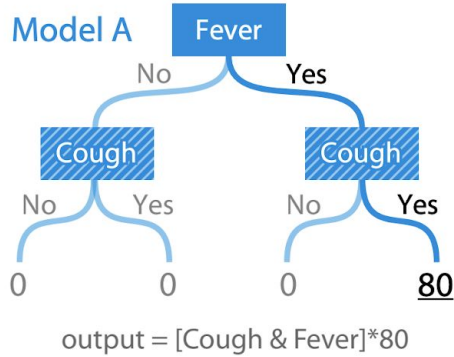 Model A
Fever
No Yes
Cough Cough
No Yes No Yes
0 0 0 80
output = [Cough & Fever]*80